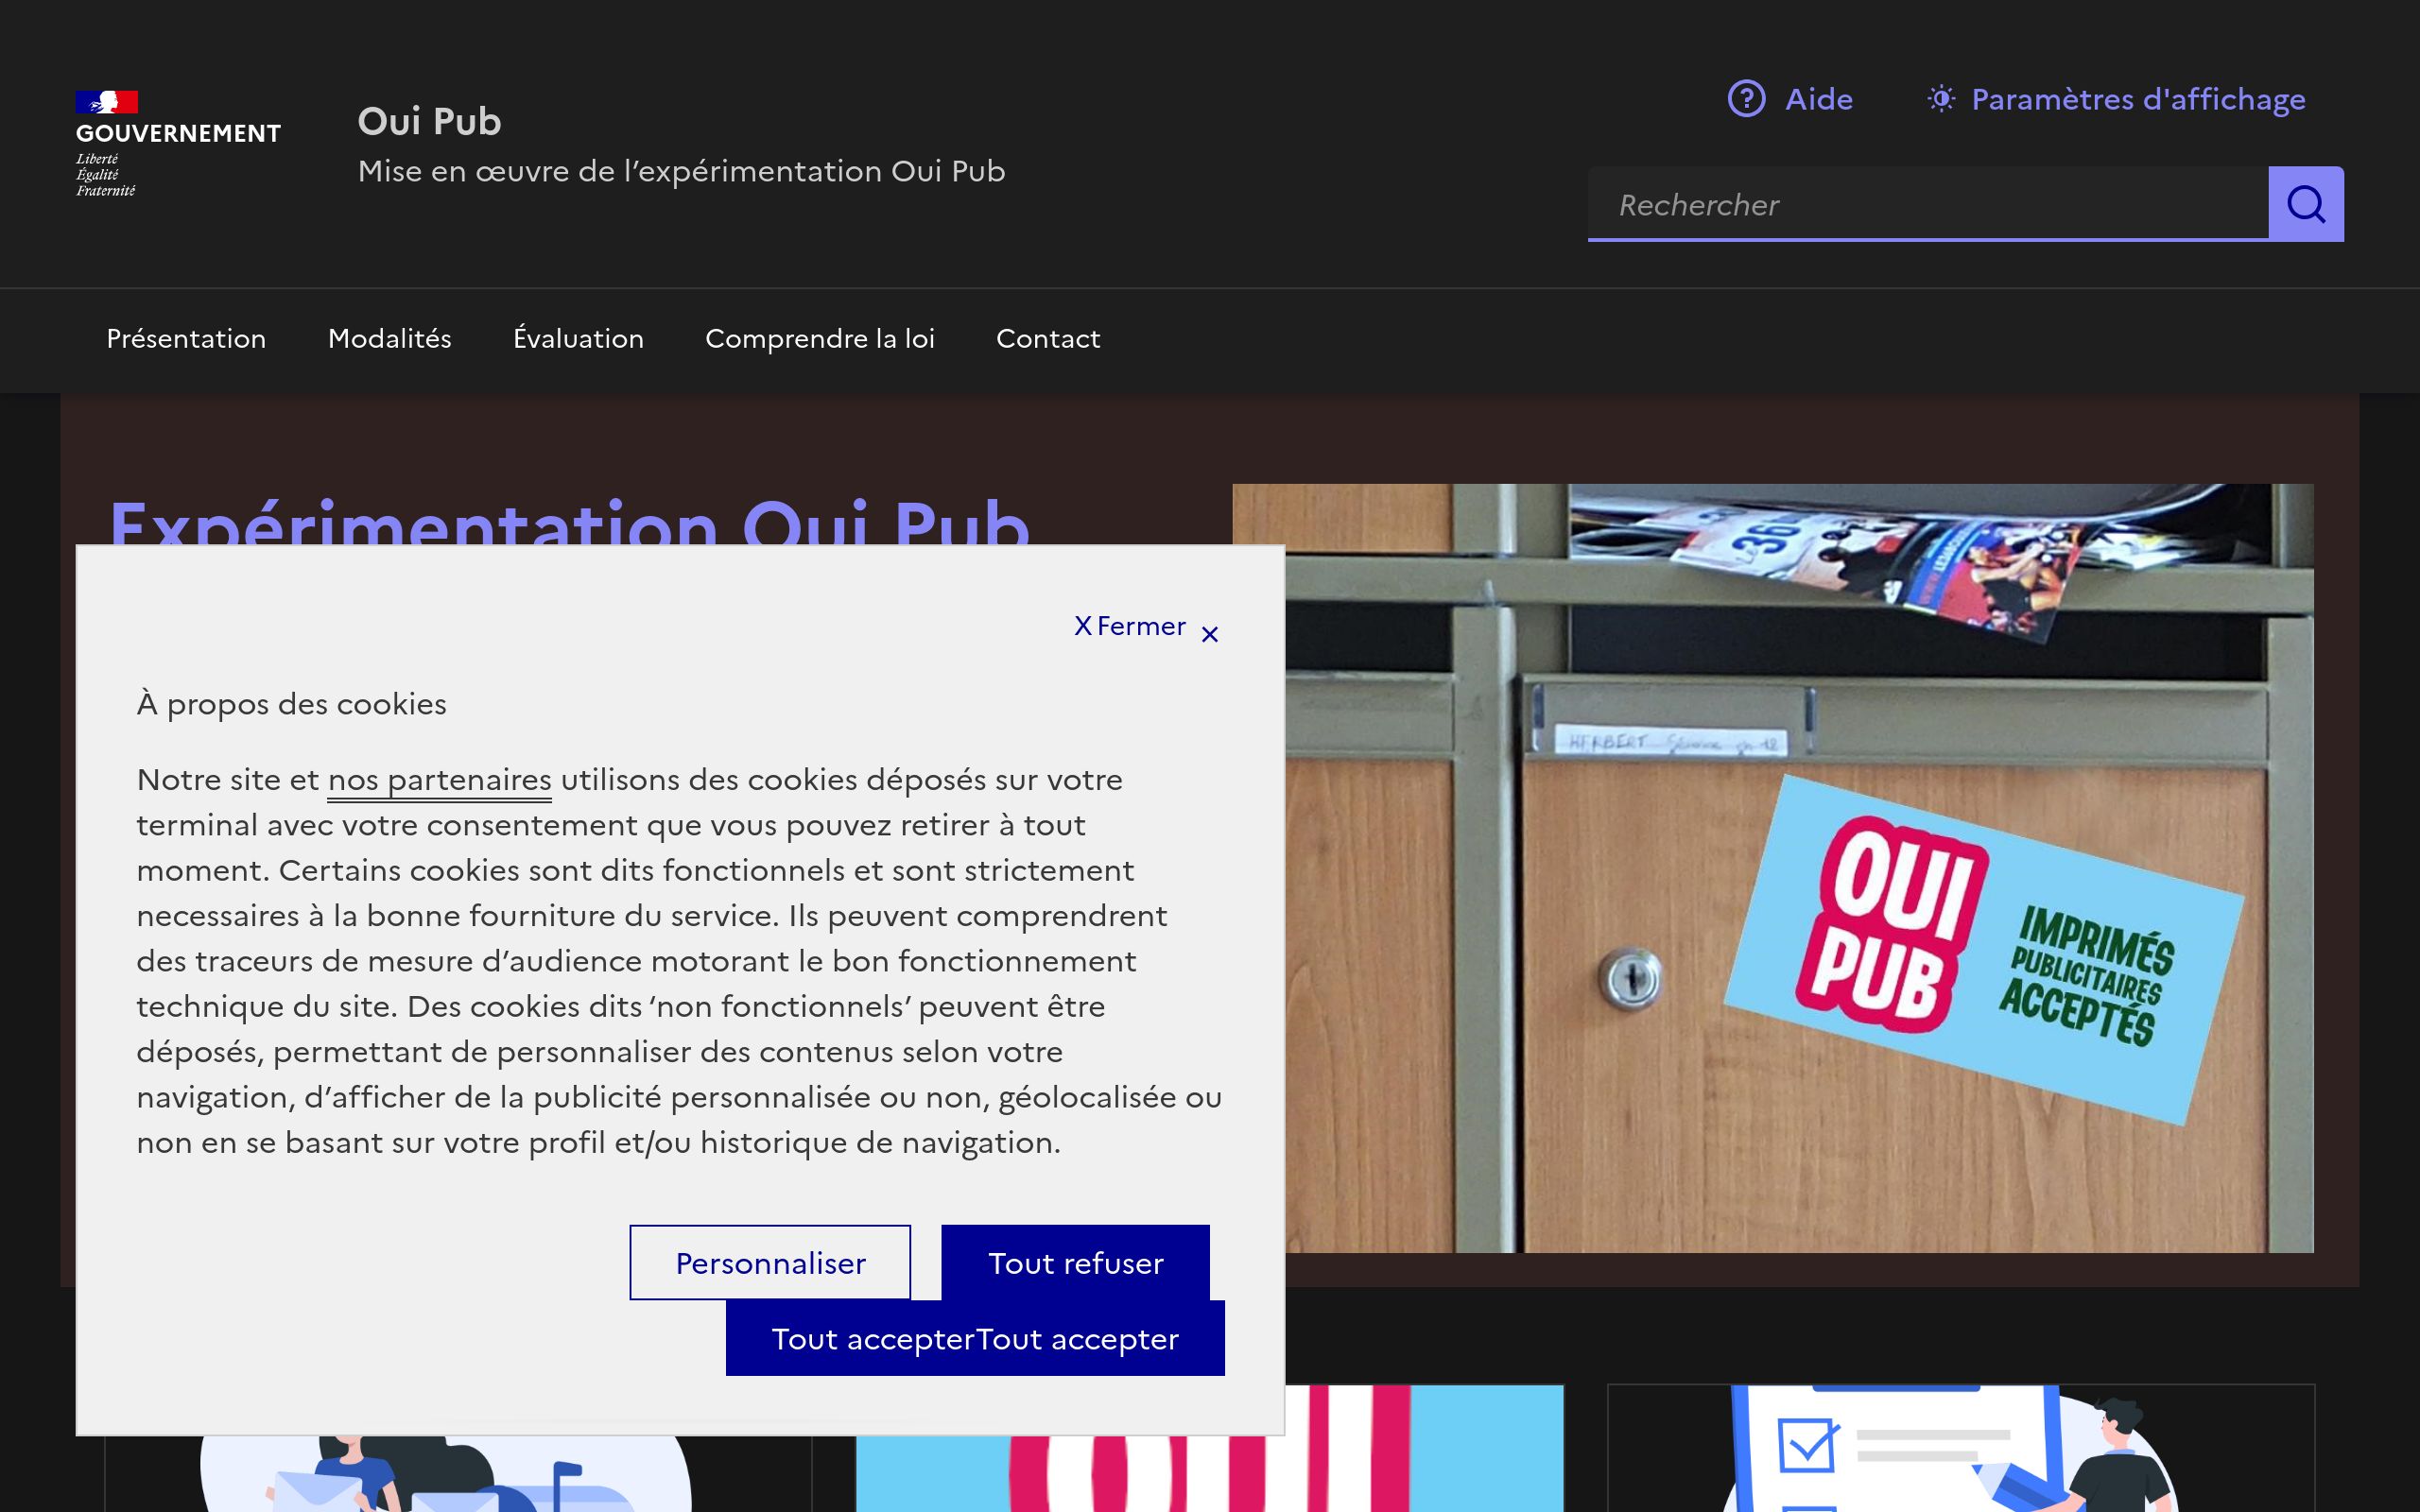 GOUVERNEMENT
Liberté
Égalité
Fraternité
Oui Pub
Mise en œuvre de l’expérimentation Oui Pub
Aide
Paramètres d'affichage
Rechercher
Présentation
Modalités
Évaluation
Comprendre la loi
Contact
Expérimentation Oui Pub
X Fermer
À propos des cookies
Notre site et nos partenaires utilisons des cookies déposés sur votre
terminal avec votre consentement que vous pouvez retirer à tout
moment. Certains cookies sont dits fonctionnels et sont strictement
necessaires à la bonne fourniture du service. Ils peuvent comprendrent
des traceurs de mesure d’audience motorant le bon fonctionnement
technique du site. Des cookies dits ‘non fonctionnels’ peuvent être
déposés, permettant de personnaliser des contenus selon votre
navigation, d’afficher de la publicité personnalisée ou non, géolocalisée ou
non en se basant sur votre profil et/ou historique de navigation.
Personnaliser
Tout refuser
Tout accepterTout accepter
HERBERT
OUI
PUB
IMPRIMÉS
PUBLICITAIRES
ACCEPTÉS
OUI